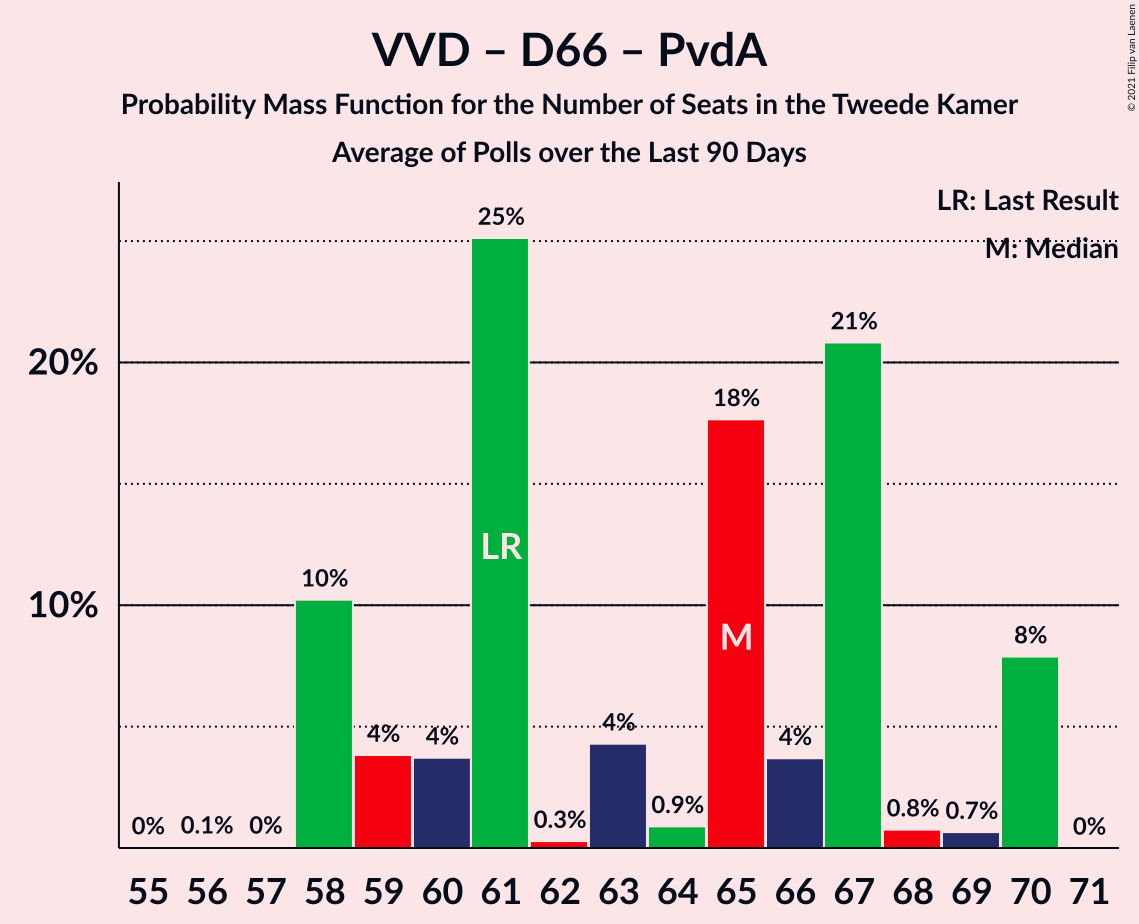 VVD – D66 – PvdA
Probability Mass Function for the Number of Seats in the Tweede Kamer
Average of Polls over the Last 90 Days
© 2021 Filip van Laenen
LR: Last Result
M: Median
25%
21%
20%
18%
LR
10%
10%
M
8%
4%
4%
4%
4%
0%
0.1%
0%
0.3%
0.9%
0.8%
0.7%
0%
55 56 57 58 59 60 61 62 63 64 65 66 67 68 69 70 71